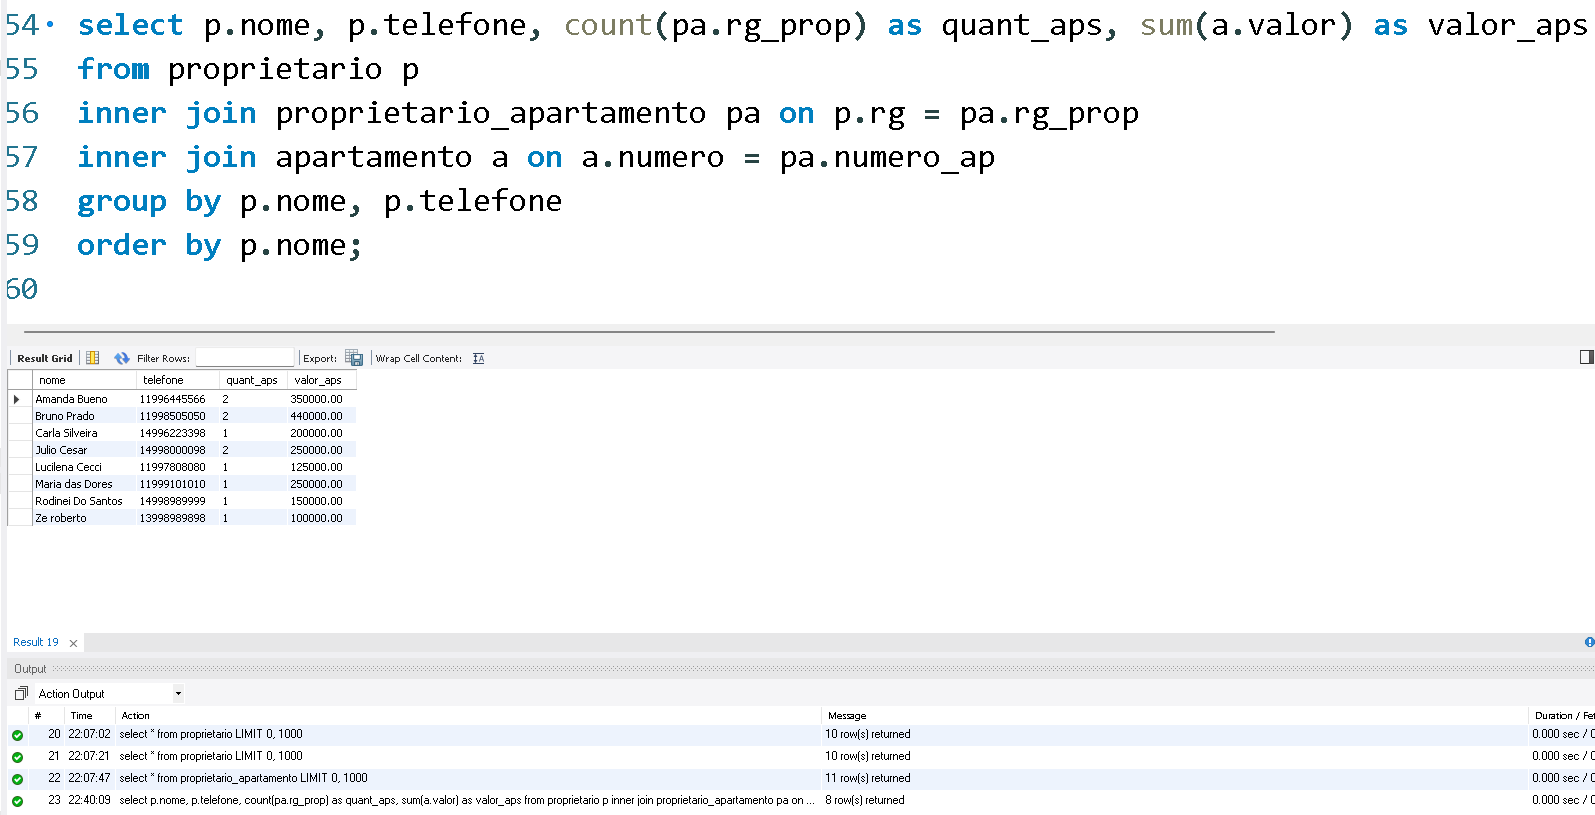 54 select p.nome, p.telefone, count(pa.rg_prop) as quant_aps, sum(a.valor) as valor_aps
55 from proprietario p
56 inner join proprietario_apartamento pa on p.rg = pa.rg_prop
57 inner join apartamento a on a.numero = pa.numero_ap
58 group by p.nome, p.telefone
59 order by p.nome;
60
Result Grid Filter Rows: Export: Wrap Cell Content:
nome telefone quant_aps valor_aps
Amanda Bueno 11996445566 2 350000.00
Bruno Prado 11998505050 2 440000.00
Carla Silveira 14996223398 1 200000.00
Julio Cesar 14998000098 2 250000.00
Lucilena Cecci 11997808080 1 125000.00
Maria das Dores 11999101010 1 250000.00
Rodinei Do Santos 14998989999 1 150000.00
Ze roberto 13998989898 1 100000.00
Result 19
Output
Action Output
# Time Action Message Duration / Fet
20 22:07:02 select * from proprietario LIMIT 0, 1000 10 row(s) returned 0.000 sec / 0
21 22:07:21 select * from proprietario LIMIT 0, 1000 10 row(s) returned 0.000 sec / 0
22 22:07:47 select * from proprietario_apartamento LIMIT 0, 1000 11 row(s) returned 0.000 sec / 0
23 22:40:09 select p.nome, p.telefone, count(pa.rg_prop) as quant_aps, sum(a.valor) as valor_aps from proprietario p inner join proprietario_apartamento pa on ... 8 row(s) returned 0.000 sec / 0